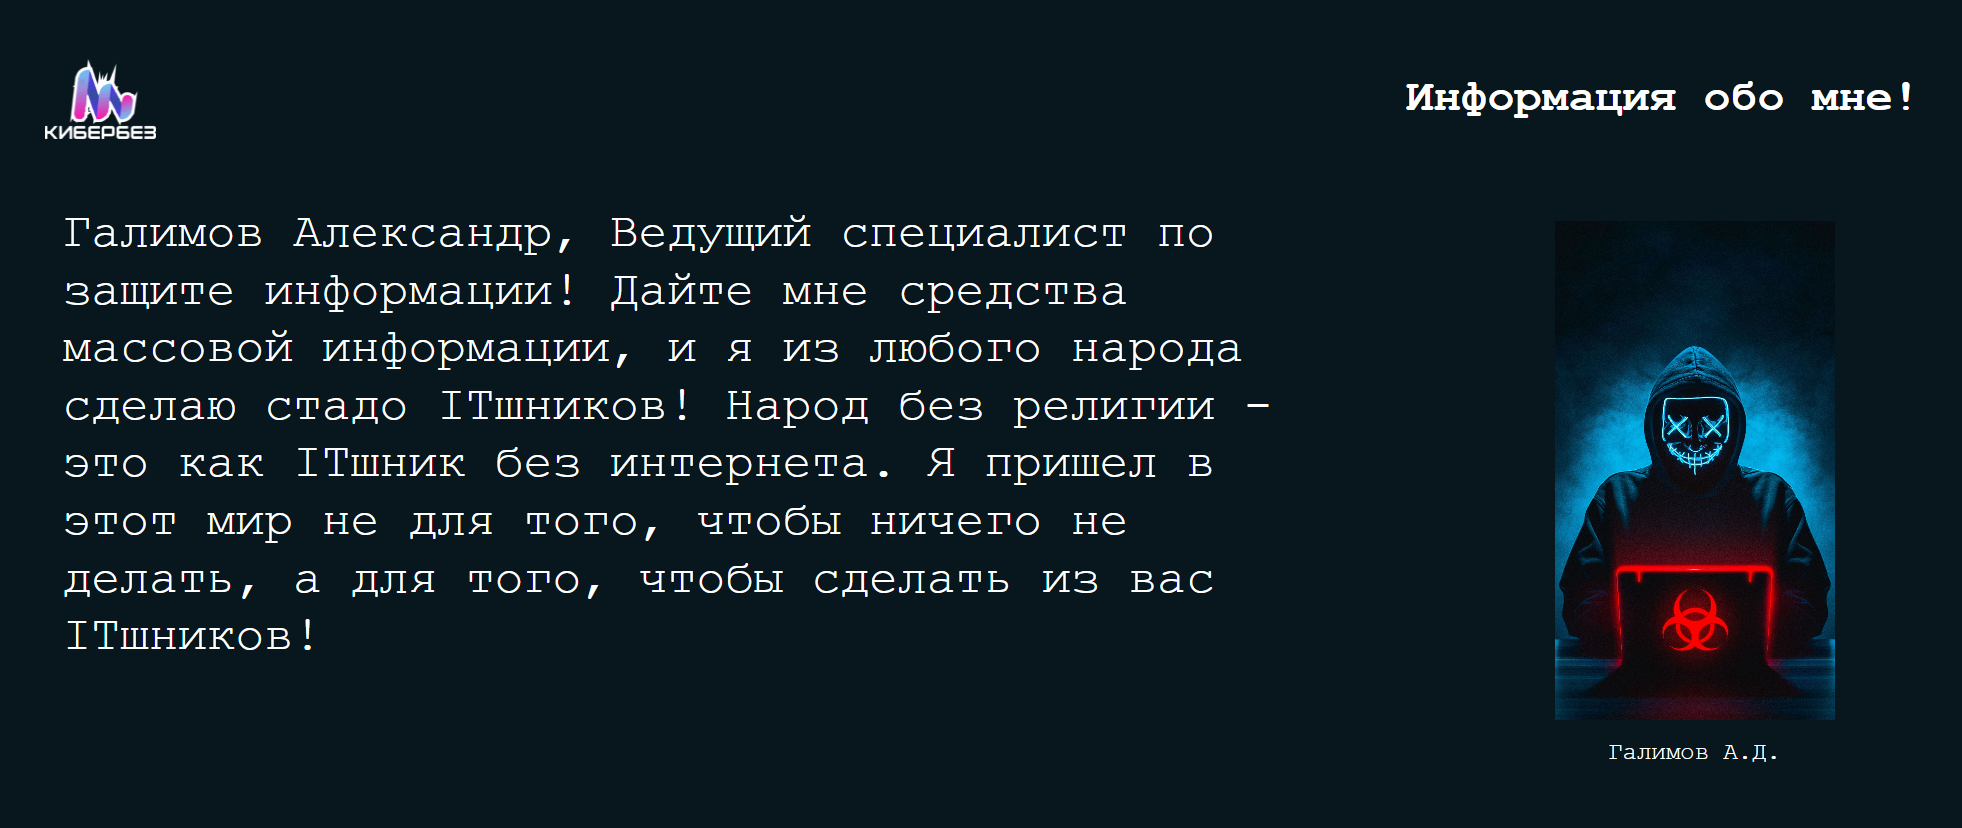 КИБЕРБЕЗ
Информация обо мне!
Галимов Александр, Ведущий специалист по
защите информации! Дайте мне средства
массовой информации, и я из любого народа
сделаю стадо ITшников! Народ без религии -
это как ITшник без интернета. Я пришел в
этот мир не для того, чтобы ничего не
делать, а для того, чтобы сделать из вас
ITшников!
Галимов А.Д.